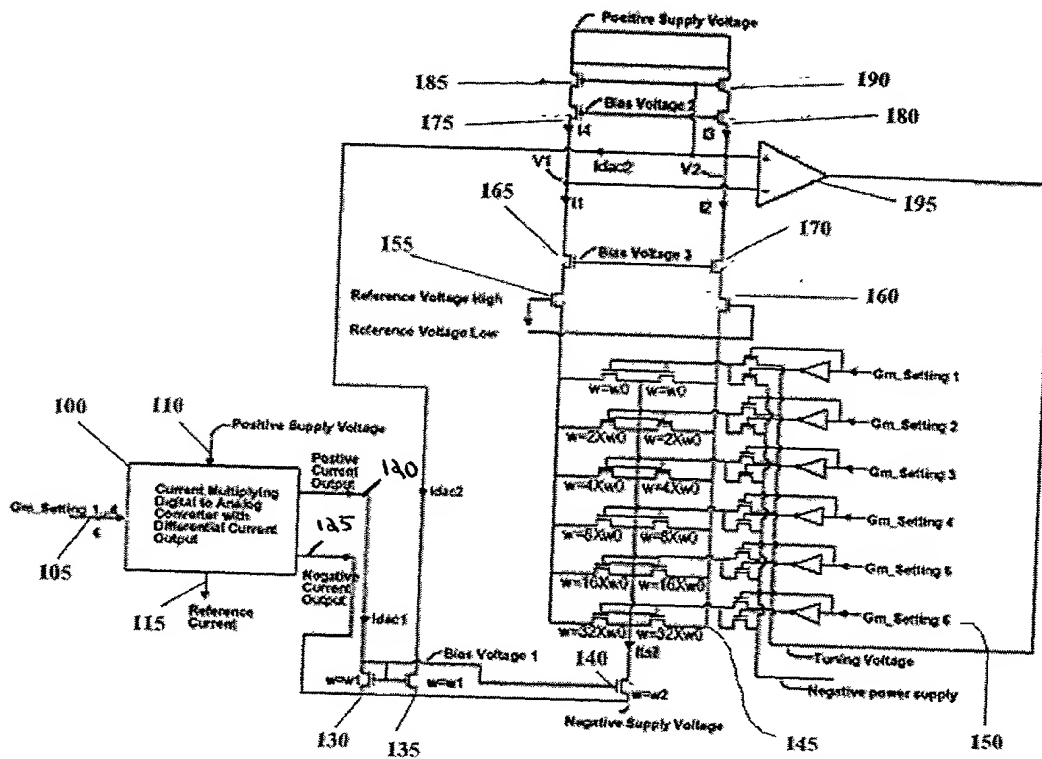 Positive Supply Voltage
185
190
Bias Voltage 2
175
180
I4
I3
V1
Idac2
V2
+
-
195
165
I1
I2
170
155
Bias Voltage 3
Reference Voltage High
160
Reference Voltage Low
Gm_Setting 1
w=w0 w=w0
Gm_Setting 2
w=2Xw0 w=2Xw0
Gm_Setting 3
w=4Xw0 w=4Xw0
Gm_Setting 4
w=8Xw0 w=8Xw0
Gm_Setting 5
w=16Xw0 w=16Xw0
Gm_Setting 6
w=32Xw0 w=32Xw0
100
110
Positive Supply Voltage
Postive
Current
Output
120
Idac2
Current Multiplying
Digital to Analog
Converter with
Differential Current
Output
Gm_Setting 1..6
6
105
125
Negative
Current
Output
115
Reference
Current
Idac1
Bias Voltage 1
140
w=w1
w=w1
w=w2
130
135
Negative Supply Voltage
145
Tuning Voltage
Negative power supply
150